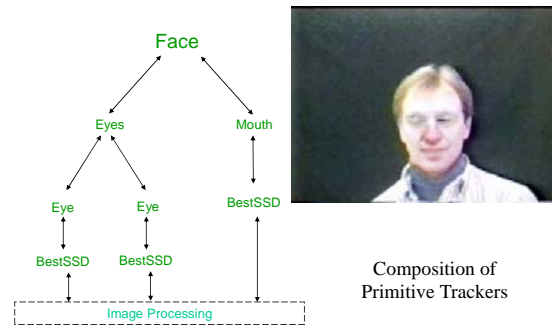 Face
Eyes
Mouth
Eye
Eye
BestSSD
BestSSD
BestSSD
Image Processing
Composition of
Primitive Trackers